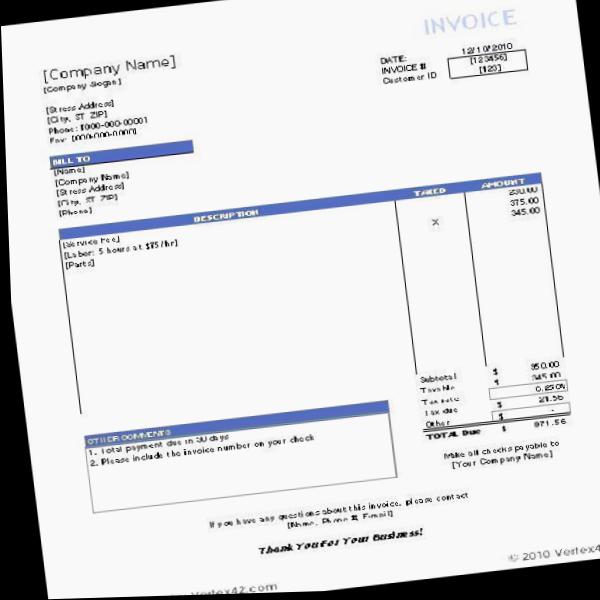 INVOICE
[Company Name]
[Company Slogan]
DATE: 12/10/2010
INVOICE # [123456]
Customer ID [123]
[Stress Address]
[City, ST ZIP]
Phone: [000-000-00001
Fax: [000-000-0000]
BILL TO
[Name]
[Company Name]
[Stress Address]
[City, ST ZIP]
[Phone]
DESCRIPTION TAXED AMOUNT
[Service Fee] 230.00
[Labor: 5 hours at $75/hr] 375.00
[Parts] X 345.00
Subtotal $ 950.00
Taxable $ 345.00
Tax rate 6.250%
Tax due $ 21.56
Other $ -
TOTAL Due $ 971.56
OTHER COMMENTS
1. Total payment due in 30 days
2. Please include the invoice number on your check
Make all checks payable to
[Your Company Name]
If you have any questions about this invoice, please contact
[Name, Phone #, E-mail]
Thank You For Your Business!
Vertex42.com © 2010 Vertex4